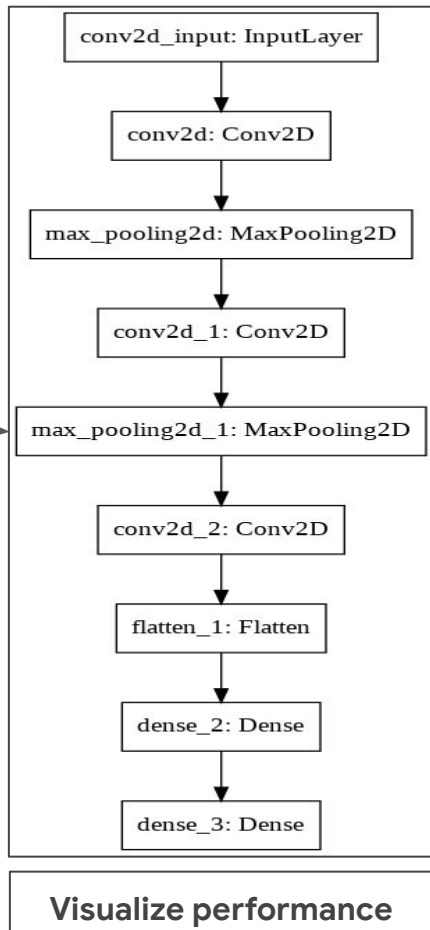 conv2d_input: InputLayer
conv2d: Conv2D
max_pooling2d: MaxPooling2D
conv2d_1: Conv2D
max_pooling2d_1: MaxPooling2D
conv2d_2: Conv2D
flatten_1: Flatten
dense_2: Dense
dense_3: Dense
Visualize performance